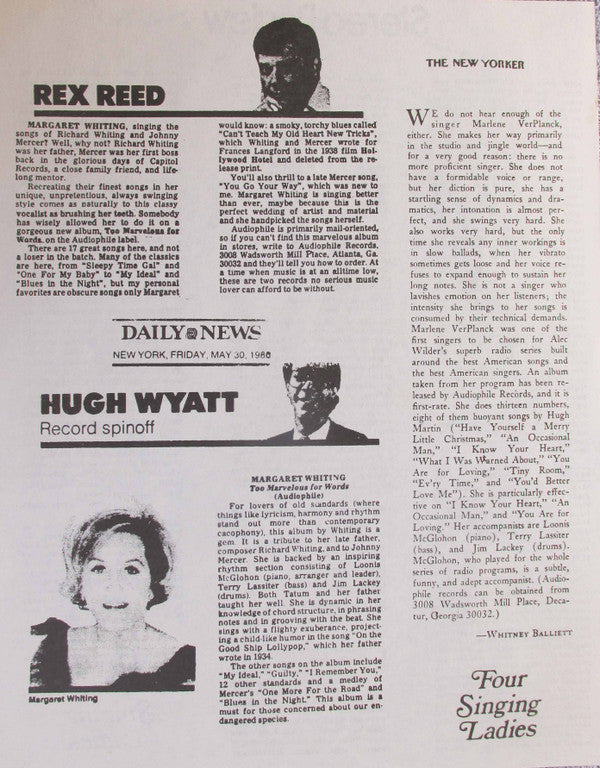 REX REED
MARGARET WHITING, singing the
songs of Richard Whiting and Johnny
Mercer? Well, why not? Richard Whiting
was her father, Mercer was her first boss
back in the glorious days of Capitol
Records, a close family friend, and life-
long mentor.
Recreating their finest songs in her
unique, unpretentious, always swinging
style comes as naturally to this classy
vocalist as brushing her teeth. Somebody
has wisely allowed her to do it on a
gorgeous new album, Too Marvelous for
Words, on the Audiophile label.
There are 17 great songs here, and not
a loser in the batch. Many of the classics
are here, from "Sleepy Time Gal" and
"One For My Baby" to "My Ideal" and
"Blues in the Night", but my personal
favorites are obscure songs only Margaret
would know: a smoky, torchy blues called
"Can't Teach My Old Heart New Tricks",
which Whiting and Mercer wrote for
Frances Langford in the 1938 film Hol-
lywood Hotel and deleted from the re-
lease print.
You'll also thrill to a late Mercer song,
"You Go Your Way", which was new to
me. Margaret Whiting is singing better
than ever, maybe because this is the
perfect wedding of artist and material
and she handpicked the songs herself.
Audiophile is primarily mail-oriented,
so if you can't find this marvelous album
in stores, write to Audiophile Records,
3008 Wadsworth Mill Place, Atlanta, Ga.
30032 and they'll tell you how to order. At
a time when music is at an alltime low,
these are two records no serious music
lover can afford to be without.
DAILY NEWS
NEW YORK, FRIDAY, MAY 30, 1980
HUGH WYATT
Record spinoff
MARGARET WHITING
Too Marvelous for Words
(Audiophile)
For lovers of old standards (where
things like lyricism, harmony and rhythm
stand out more than contemporary
cacophony), this album by Whiting is a
gem. It is a tribute to her late father,
composer Richard Whiting, and to Johnny
Mercer. She is backed by an inspiring
rhythm section consisting of Loonis
McGlohon (piano, arranger and leader),
Terry Lassiter (bass) and Jim Lackey
(drums). Both Tatum and her father
taught her well. She is dynamic in her
knowledge of chord structure, in phrasing
notes and in grooving with the beat. She
sings with a flighty exuberance, project-
ing a child-like humor in the song "On the
Good Ship Lollypop," which her father
wrote in 1934.
The other songs on the album include
"My Ideal," "Guilty," "I Remember You,"
12 other standards and a medley of
Mercer's "One More For the Road" and
"Blues in the Night." This album is a
must for those concerned about our en-
dangered species.
Margaret Whiting
THE NEW YORKER
WE do not hear enough of the
singer Marlene VerPlanck,
either. She makes her way primarily
in the studio and jingle world—and
for a very good reason: there is no
more proficient singer. She does not
have a formidable voice or range,
but her diction is pure, she has a
startling sense of dynamics and dra-
matics, her intonation is almost per-
fect, and she swings very hard. She
also works very hard, but the only
time she reveals any inner workings is
in slow ballads, when her vibrato
sometimes gets loose and her voice re-
fuses to expand enough to sustain her
long notes. She is not a singer who
lavishes emotion on her listeners; the
intensity she brings to her songs is
consumed by their technical demands.
Marlene VerPlanck was one of the
first singers to be chosen for Alec
Wilder's superb radio series built
around the best American songs and
the best American singers. An album
taken from her program has been re-
leased by Audiophile Records, and it is
first-rate. She does thirteen numbers,
eight of them buoyant songs by Hugh
Martin ("Have Yourself a Merry
Little Christmas," "An Occasional
Man," "I Know Your Heart,"
"What I Was Warned About," "You
Are for Loving," "Tiny Room,"
"Ev'ry Time," and "You'd Better
Love Me"). She is particularly effec-
tive on "I Know Your Heart," "An
Occasional Man," and "You Are for
Loving." Her accompanists are Loonis
McGlohon (piano), Terry Lassiter
(bass), and Jim Lackey (drums).
McGlohon, who played for the whole
series of radio programs, is a subtle,
funny, and adept accompanist. (Audio-
phile records can be obtained from
3008 Wadsworth Mill Place, Deca-
tur, Georgia 30032.)
—WHITNEY BALLIETT
Four
Singing
Ladies